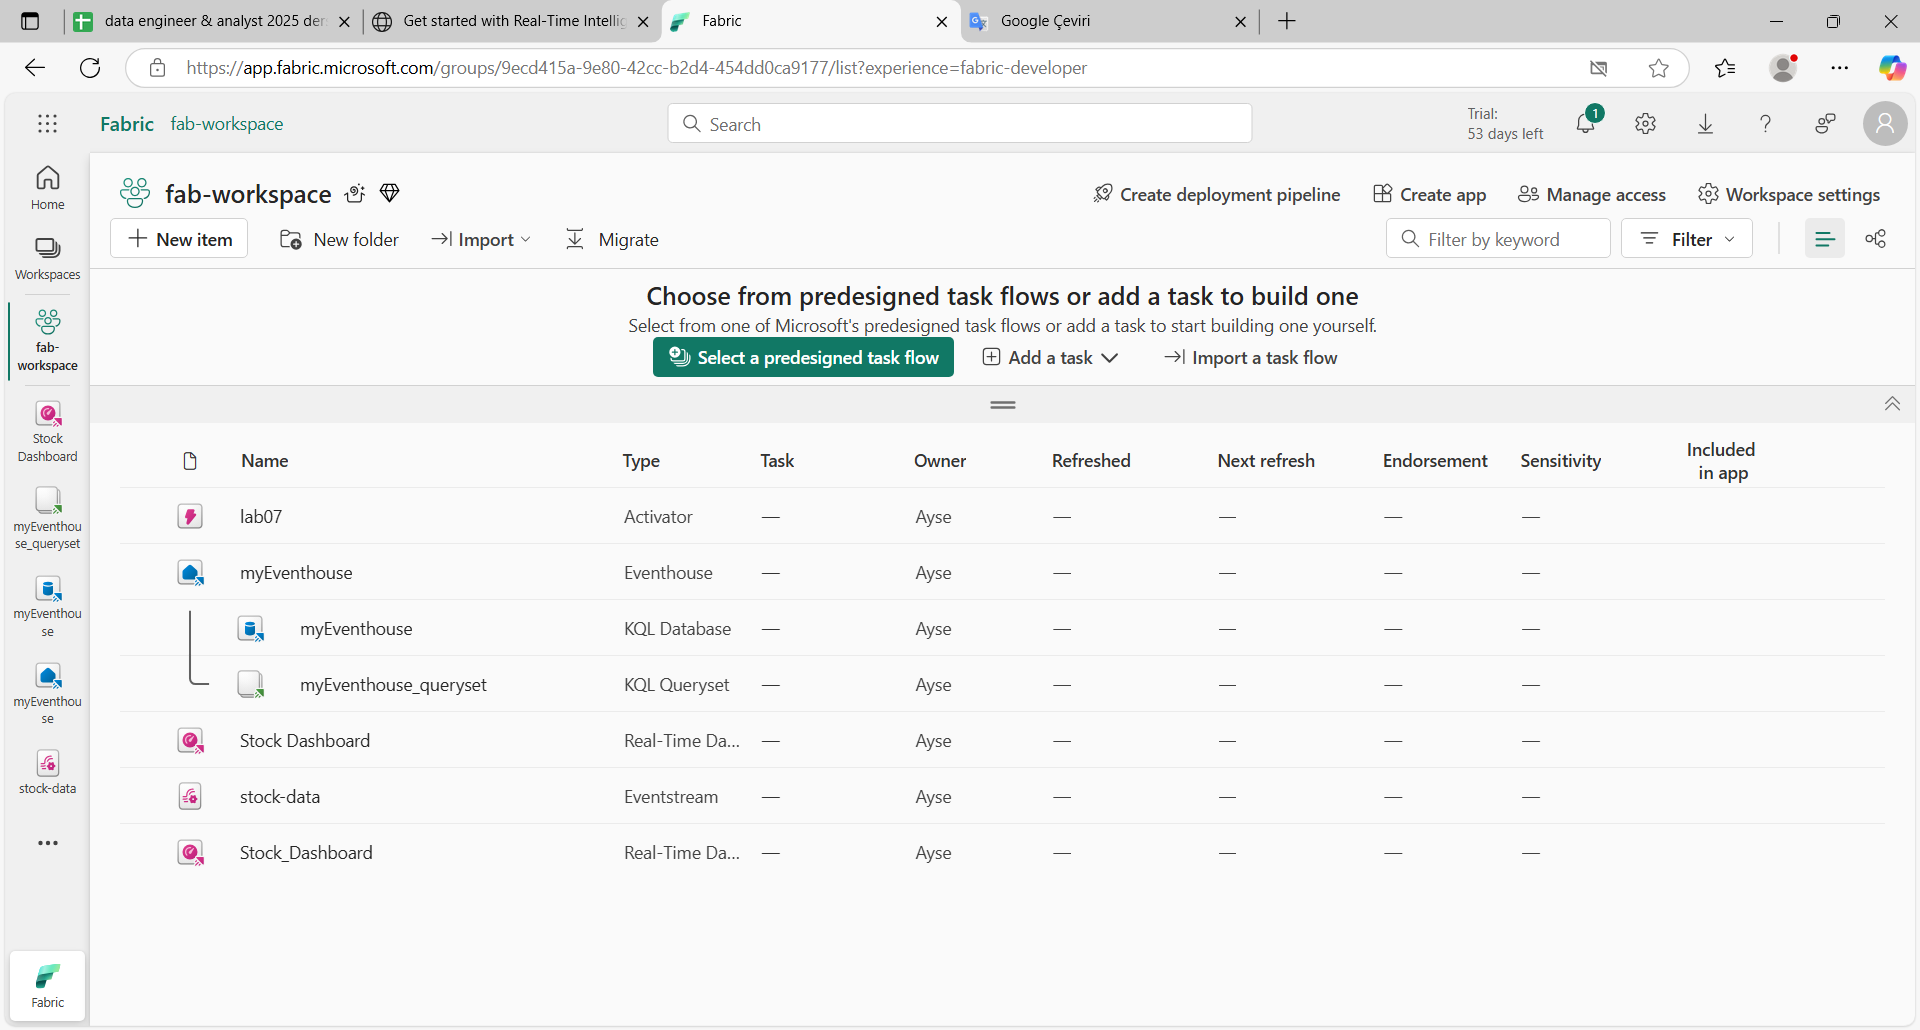 data engineer & analyst 2025 der
Get started with Real-Time Intellig
Fabric
Google Çeviri
https://app.fabric.microsoft.com/groups/9ecd415a-9e80-42cc-b2d4-454dd0ca9177/list?experience=fabric-developer
Fabric fab-workspace
Search
Trial:
53 days left
1
Home
Workspaces
fab-
workspace
Stock
Dashboard
myEventhou
se_queryset
myEventhou
se
myEventhou
se
stock-data
Fabric
fab-workspace
Create deployment pipeline
Create app
Manage access
Workspace settings
New item
New folder
Import
Migrate
Filter by keyword
Filter
Choose from predesigned task flows or add a task to build one
Select from one of Microsoft's predesigned task flows or add a task to start building one yourself.
Select a predesigned task flow
Add a task
Import a task flow
Name Type Task Owner Refreshed Next refresh Endorsement Sensitivity Included
in app
lab07 Activator — Ayse — — — —
myEventhouse Eventhouse — Ayse — — — —
myEventhouse KQL Database — Ayse — — — —
myEventhouse_queryset KQL Queryset — Ayse — — — —
Stock Dashboard Real-Time Da... — Ayse — — — —
stock-data Eventstream — Ayse — — — —
Stock_Dashboard Real-Time Da... — Ayse — — — —